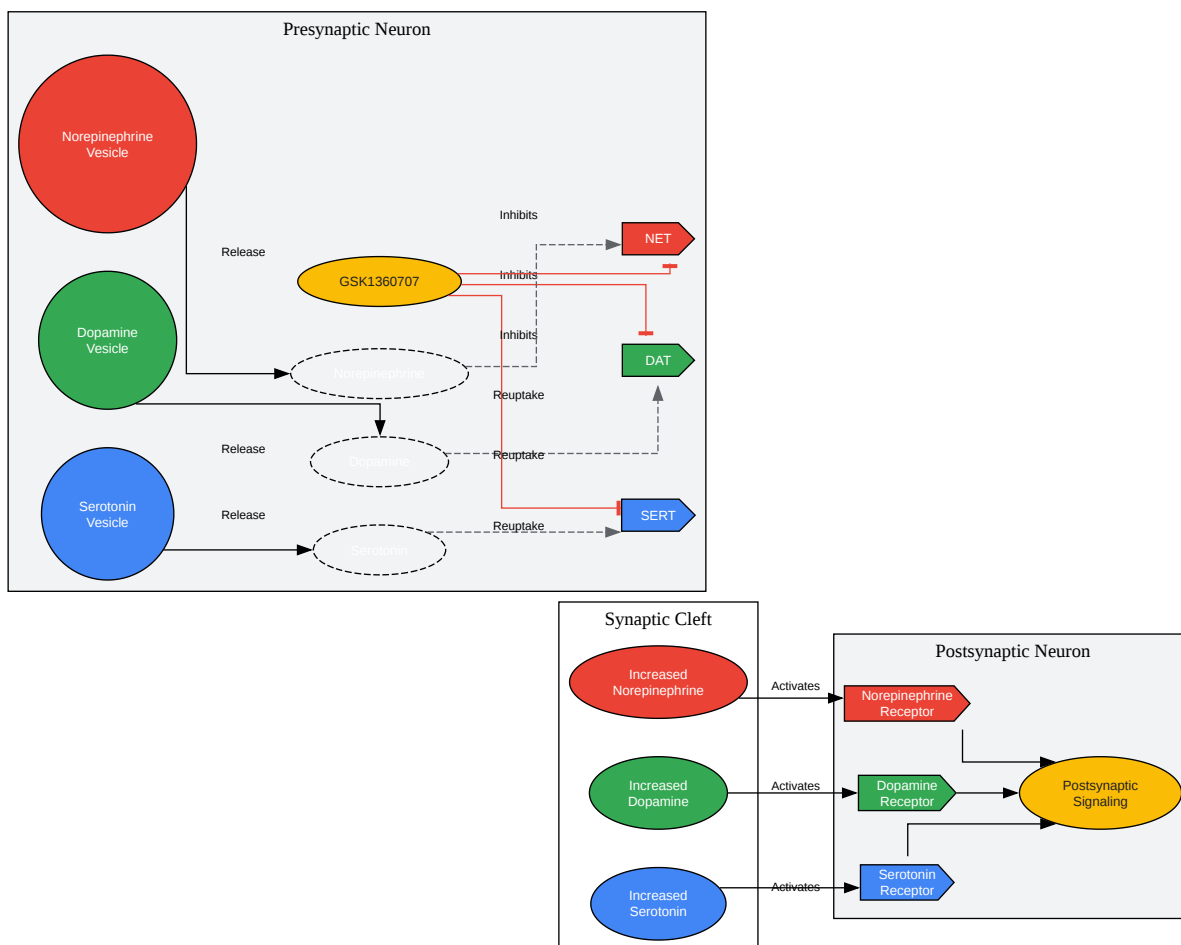 Presynaptic Neuron
Norepinephrine
Vesicle
Inhibits
NET
Release
GSK1360707
Inhibits
Dopamine
Vesicle
Inhibits
DAT
Norepinephrine
Reuptake
Release
Dopamine
Reuptake
Serotonin
Vesicle
Release
SERT
Reuptake
Serotonin
Synaptic Cleft
Increased
Norepinephrine
Activates
Postsynaptic Neuron
Norepinephrine
Receptor
Increased
Dopamine
Activates
Dopamine
Receptor
Postsynaptic
Signaling
Increased
Serotonin
Activates
Serotonin
Receptor